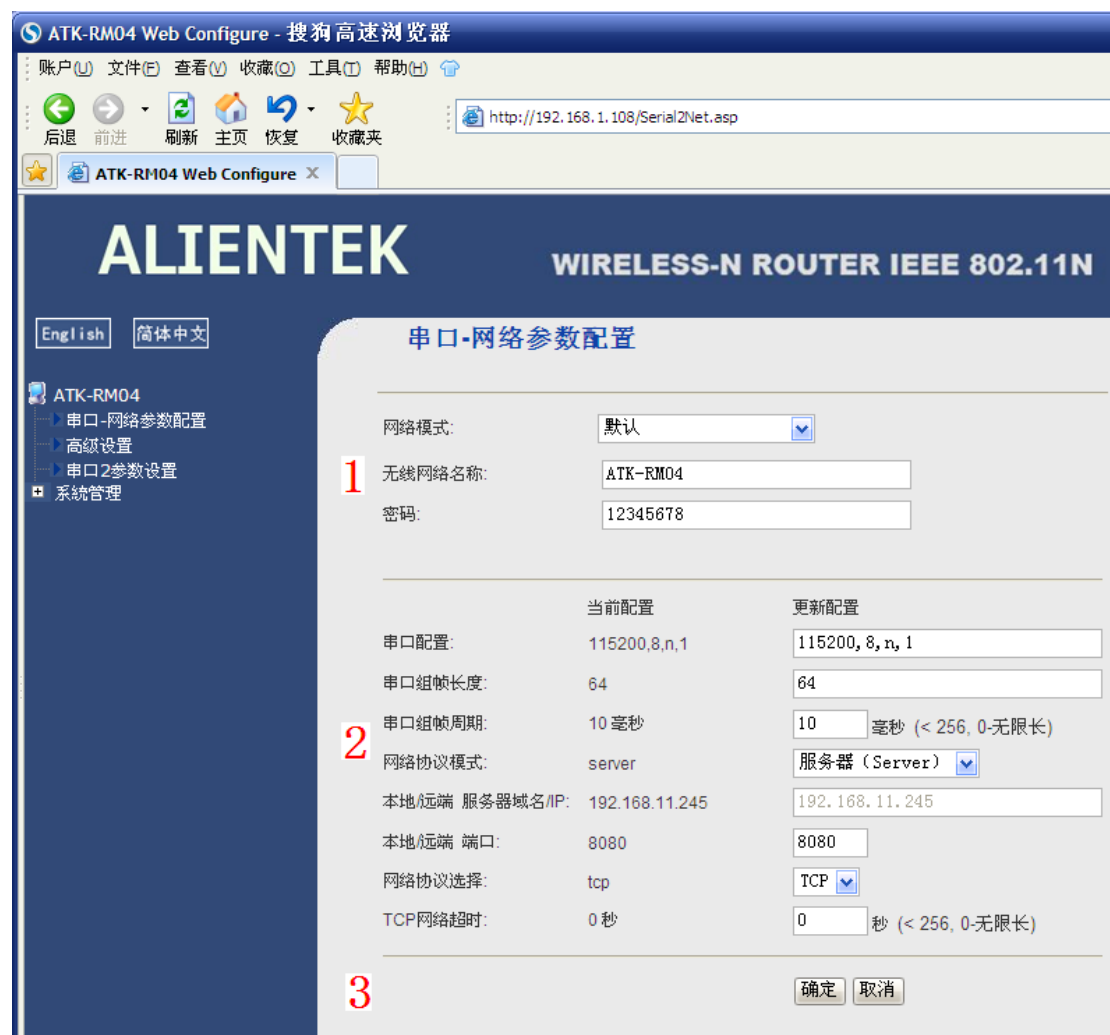 ATK-RM04 Web Configure - 搜狗高速浏览器
账户(U) 文件(F) 查看(V) 收藏(O) 工具(T) 帮助(H)
后退 前进 刷新 主页 恢复 收藏夹 http://192.168.1.108/Serial2Net.asp
ATK-RM04 Web Configure X
ALIENTEK WIRELESS-N ROUTER IEEE 802.11N
English 简体中文
ATK-RM04
串口-网络参数配置
高级设置
串口2参数设置
系统管理
串口-网络参数配置
网络模式: 默认
1
无线网络名称: ATK-RM04
密码: 12345678
当前配置 更新配置
串口配置: 115200,8,n,1 115200,8,n,1
串口组帧长度: 64 64
串口组帧周期: 10 毫秒 10 毫秒 (< 256, 0-无限长)
2
网络协议模式: server 服务器（Server）
本地/远端 服务器域名/IP: 192.168.11.245 192.168.11.245
本地/远端 端口: 8080 8080
网络协议选择: tcp TCP
TCP网络超时: 0 秒 0 秒 (< 256, 0-无限长)
3
确定 取消